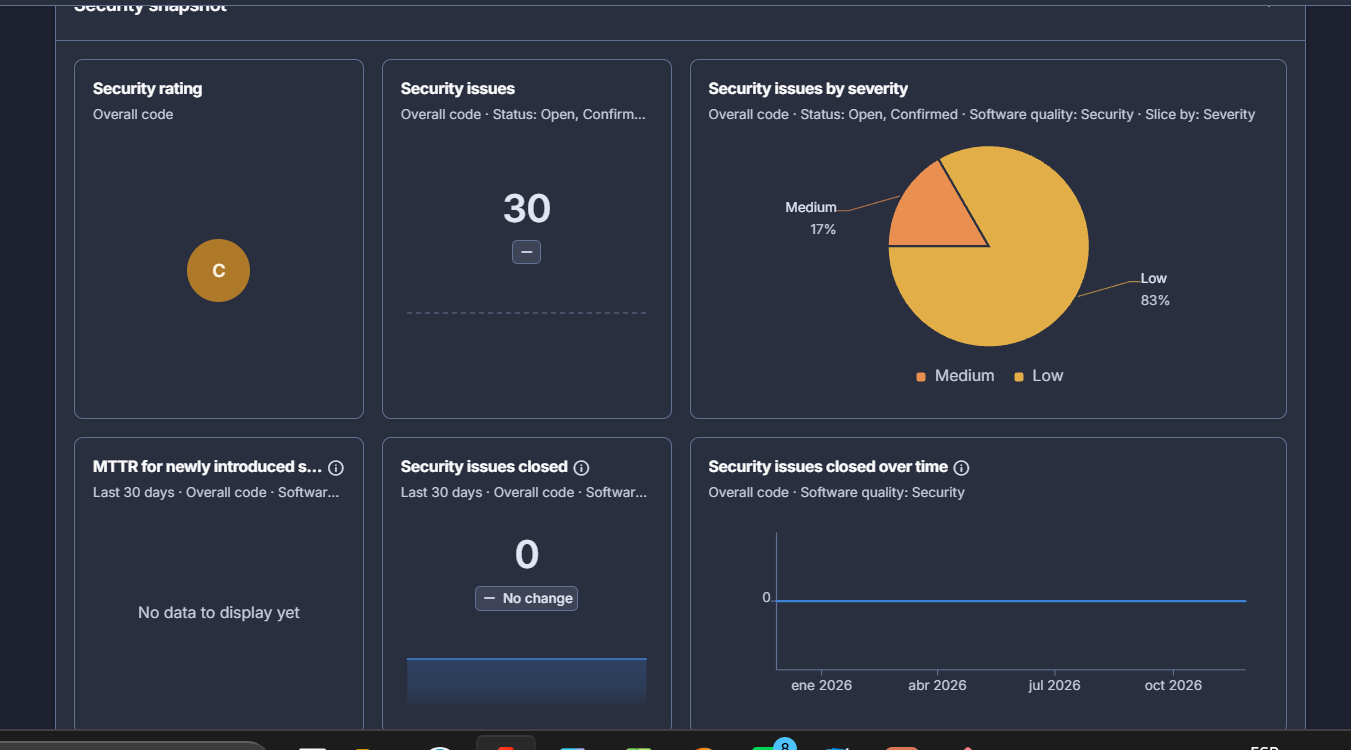 Security snapshot
Security rating
Overall code
C
Security issues
Overall code · Status: Open, Confirm...
30
Security issues by severity
Overall code · Status: Open, Confirmed · Software quality: Security · Slice by: Severity
Medium
17%
Low
83%
Medium
Low
MTTR for newly introduced s...
Last 30 days · Overall code · Softwar...
No data to display yet
Security issues closed
Last 30 days · Overall code · Softwar...
0
— No change
Security issues closed over time
Overall code · Software quality: Security
0
ene 2026
abr 2026
jul 2026
oct 2026
8
ESP